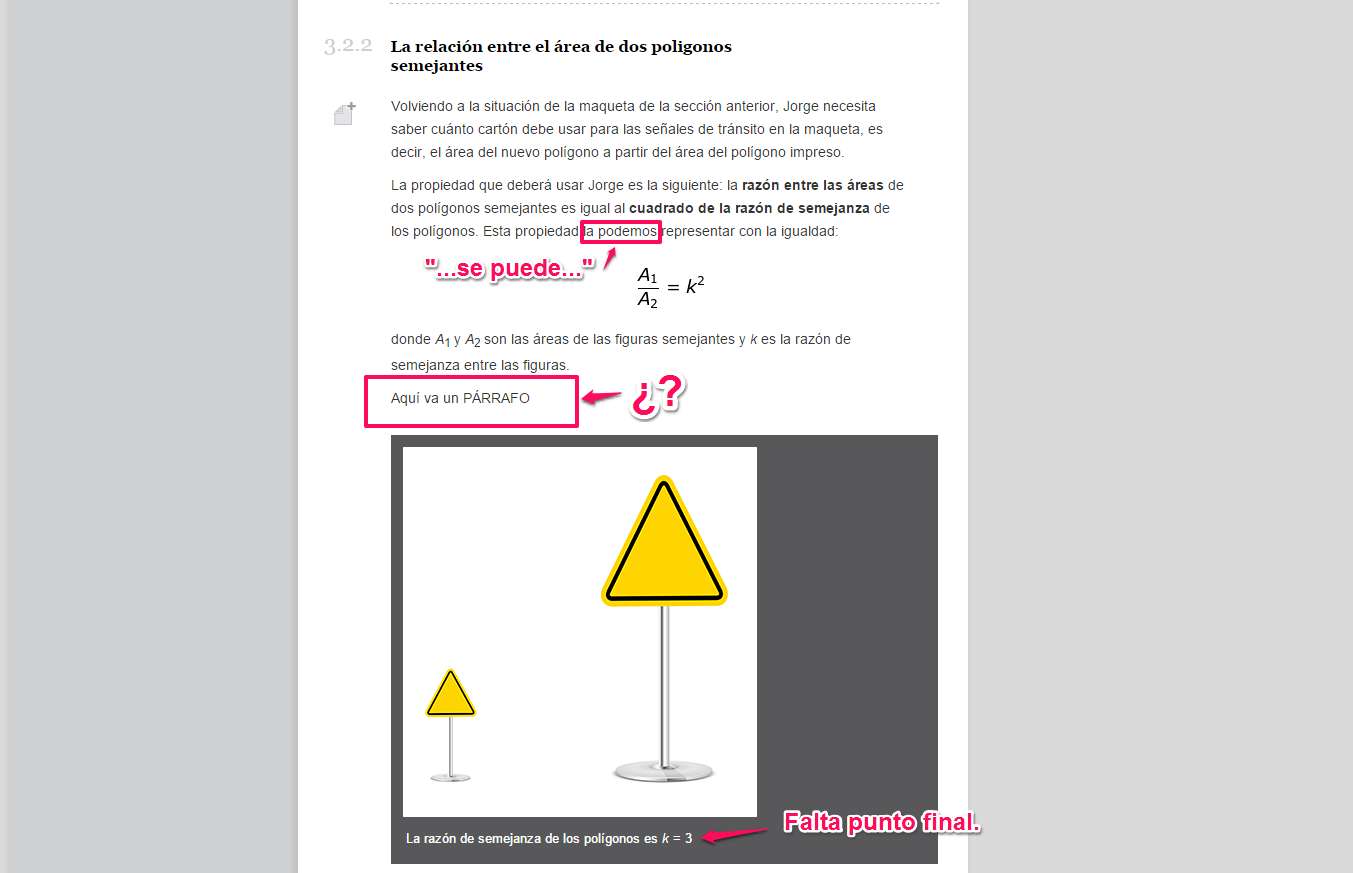 3.2.2 La relación entre el área de dos poligonos
semejantes
Volviendo a la situación de la maqueta de la sección anterior, Jorge necesita
saber cuánto cartón debe usar para las señales de tránsito en la maqueta, es
decir, el área del nuevo polígono a partir del área del polígono impreso.
La propiedad que deberá usar Jorge es la siguiente: la razón entre las áreas de
dos polígonos semejantes es igual al cuadrado de la razón de semejanza de
los polígonos. Esta propiedad la podemos representar con la igualdad:
"...se puede..."
A₁/A₂ = k²
donde A₁ y A₂ son las áreas de las figuras semejantes y k es la razón de
semejanza entre las figuras.
Aquí va un PÁRRAFO
¿?
Falta punto final.
La razón de semejanza de los polígonos es k = 3